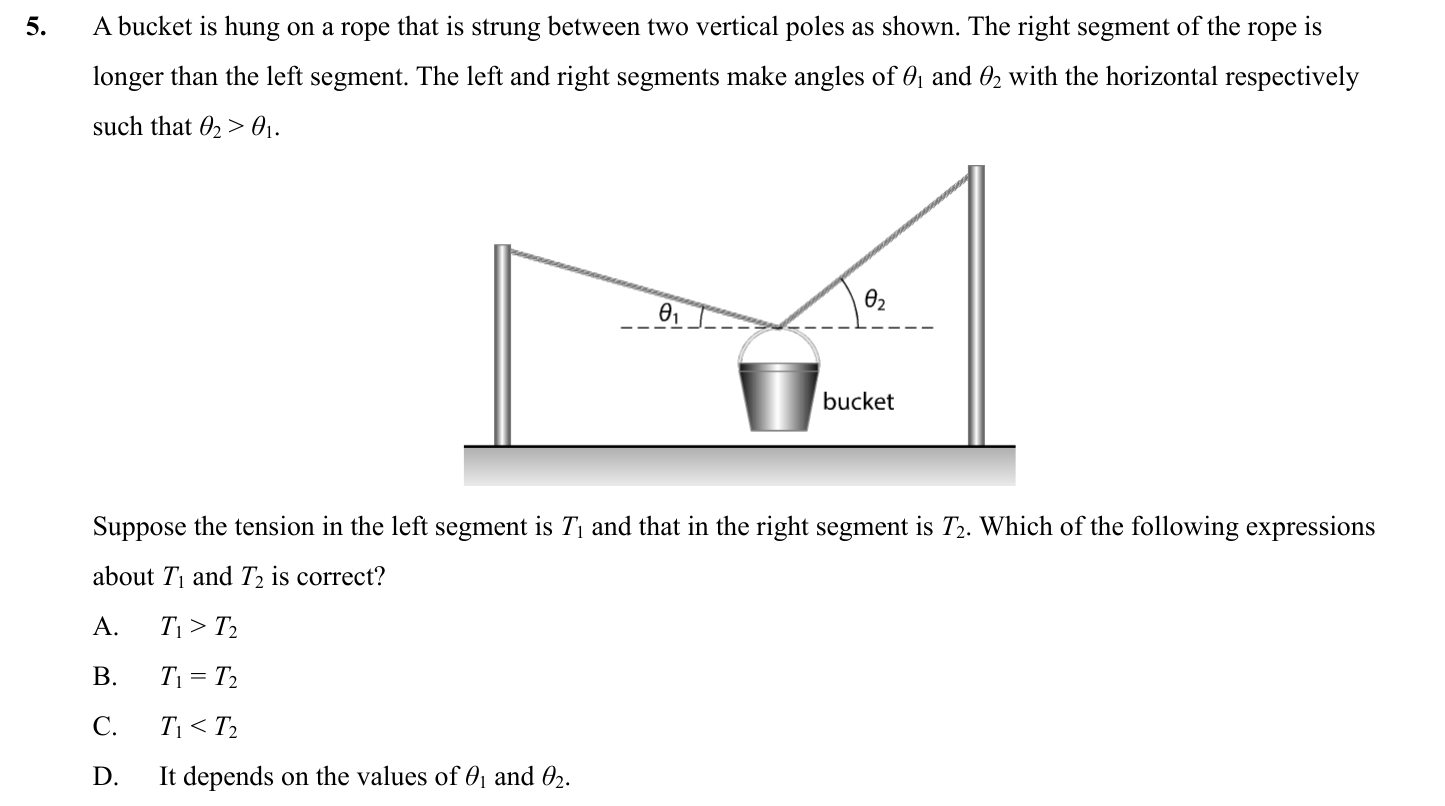 5. A bucket is hung on a rope that is strung between two vertical poles as shown. The right segment of the rope is
longer than the left segment. The left and right segments make angles of θ₁ and θ₂ with the horizontal respectively
such that θ₂ > θ₁.
θ₁
θ₂
bucket
Suppose the tension in the left segment is T₁ and that in the right segment is T₂. Which of the following expressions
about T₁ and T₂ is correct?
A. T₁ > T₂
B. T₁ = T₂
C. T₁ < T₂
D. It depends on the values of θ₁ and θ₂.